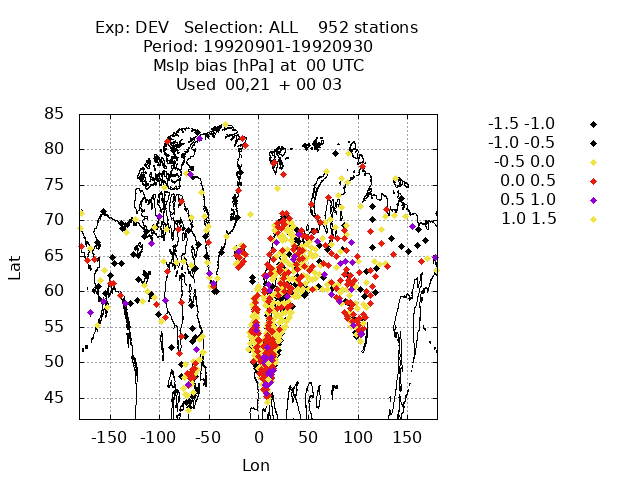 Exp: DEV   Selection: ALL    952 stations
Period: 19920901-19920930
Mslp bias [hPa] at  00 UTC
Used  00,21  + 00 03
85
80
75
70
65
60
55
50
45
Lat
-150 -100 -50 0 50 100 150
Lon
-1.5 -1.0
-1.0 -0.5
-0.5 0.0
0.0 0.5
0.5 1.0
1.0 1.5